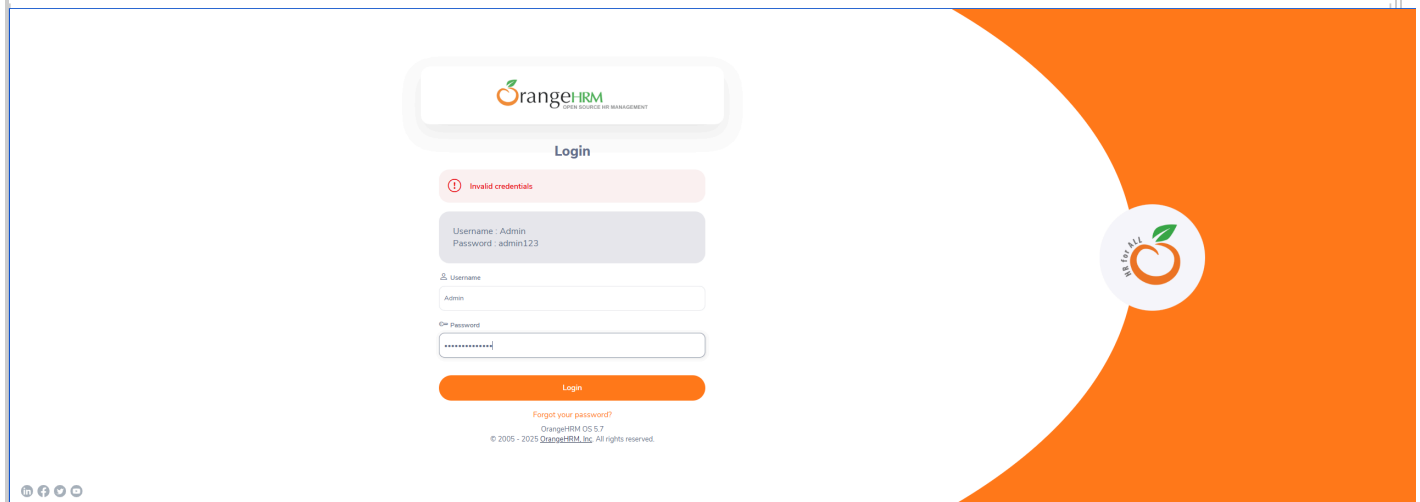 OrangeHRM
OPEN SOURCE HR MANAGEMENT
Login
Invalid credentials
Username : Admin
Password : admin123
Username
Admin
Password
••••••••••••••
Login
Forgot your password?
OrangeHRM OS 5.7
© 2005 - 2025 OrangeHRM, Inc. All rights reserved.
HR for ALL